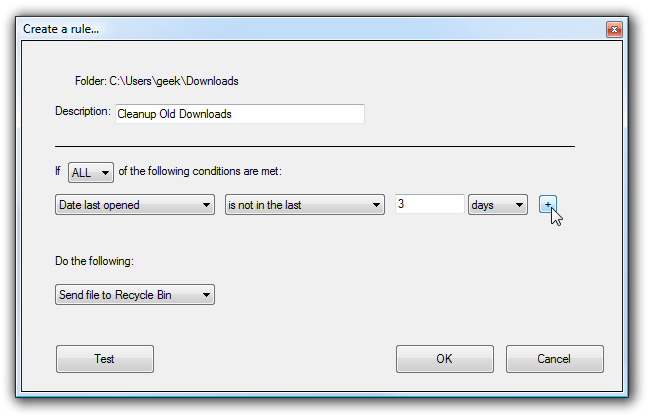 Create a rule...
Folder: C:\Users\geek\Downloads
Description: Cleanup Old Downloads
If ALL of the following conditions are met:
Date last opened is not in the last 3 days +
Do the following:
Send file to Recycle Bin
Test OK Cancel